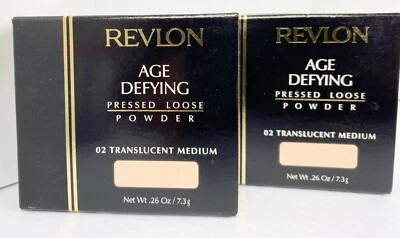 REVLON
AGE
DEFYING
PRESSED LOOSE
POWDER
02 TRANSLUCENT MEDIUM
Net Wt. .26 Oz / 7.3g
REVLON
AGE
DEFYING
PRESSED LOOSE
POWDER
02 TRANSLUCENT MEDIUM
Net Wt. .26 Oz / 7.3g